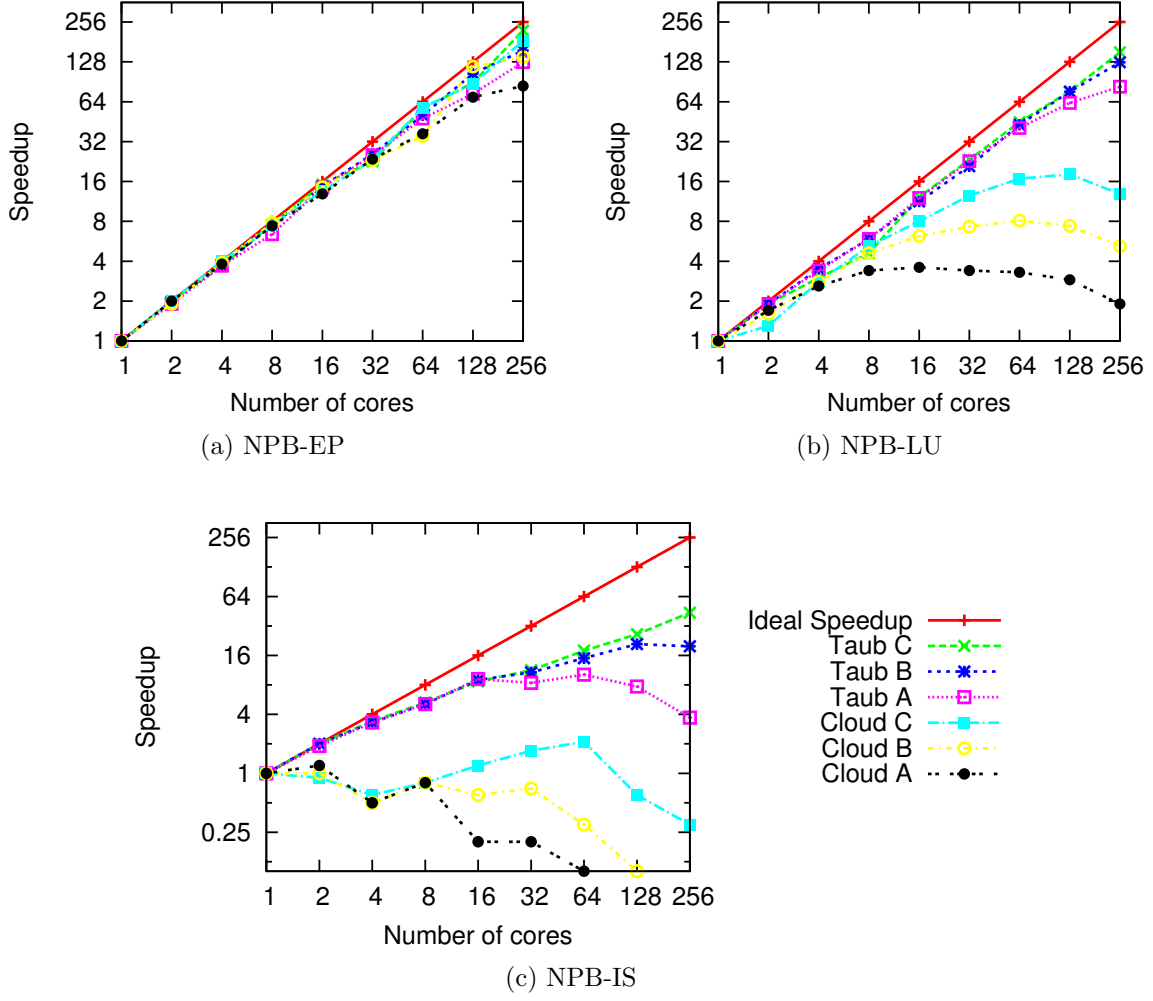 256
128
64
32
16
8
4
2
1
Speedup
1 2 4 8 16 32 64 128 256
Number of cores
(a) NPB-EP
256
128
64
32
16
8
4
2
1
Speedup
1 2 4 8 16 32 64 128 256
Number of cores
(b) NPB-LU
256
64
16
4
1
0.25
Speedup
1 2 4 8 16 32 64 128 256
Number of cores
(c) NPB-IS
Ideal Speedup
Taub C
Taub B
Taub A
Cloud C
Cloud B
Cloud A